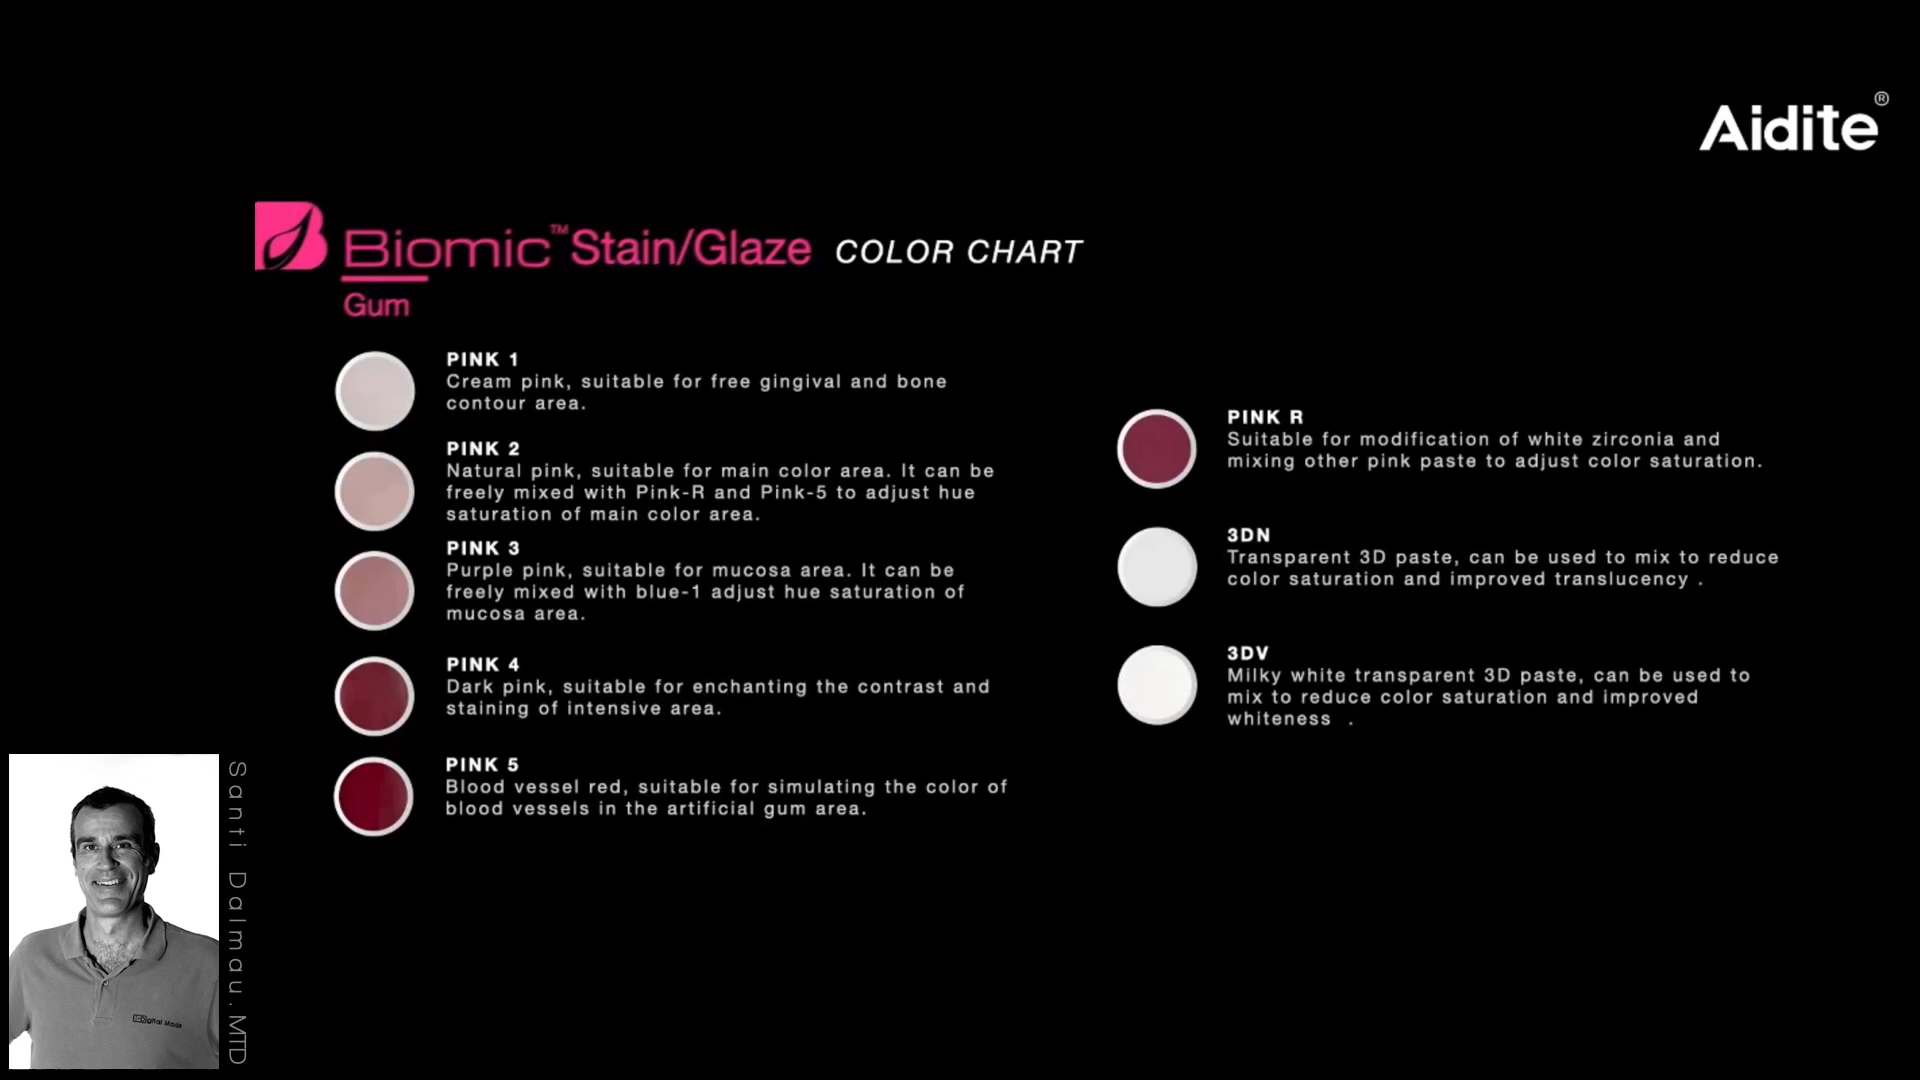 Aidite®
Biomic™ Stain/Glaze COLOR CHART
Gum
PINK 1
Cream pink, suitable for free gingival and bone
contour area.
PINK 2
Natural pink, suitable for main color area. It can be
freely mixed with Pink-R and Pink-5 to adjust hue
saturation of main color area.
PINK 3
Purple pink, suitable for mucosa area. It can be
freely mixed with blue-1 adjust hue saturation of
mucosa area.
PINK 4
Dark pink, suitable for enchanting the contrast and
staining of intensive area.
PINK 5
Blood vessel red, suitable for simulating the color of
blood vessels in the artificial gum area.
PINK R
Suitable for modification of white zirconia and
mixing other pink paste to adjust color saturation.
3DN
Transparent 3D paste, can be used to mix to reduce
color saturation and improved translucency .
3DV
Milky white transparent 3D paste, can be used to
mix to reduce color saturation and improved
whiteness .
Santi Dalmau.MTD